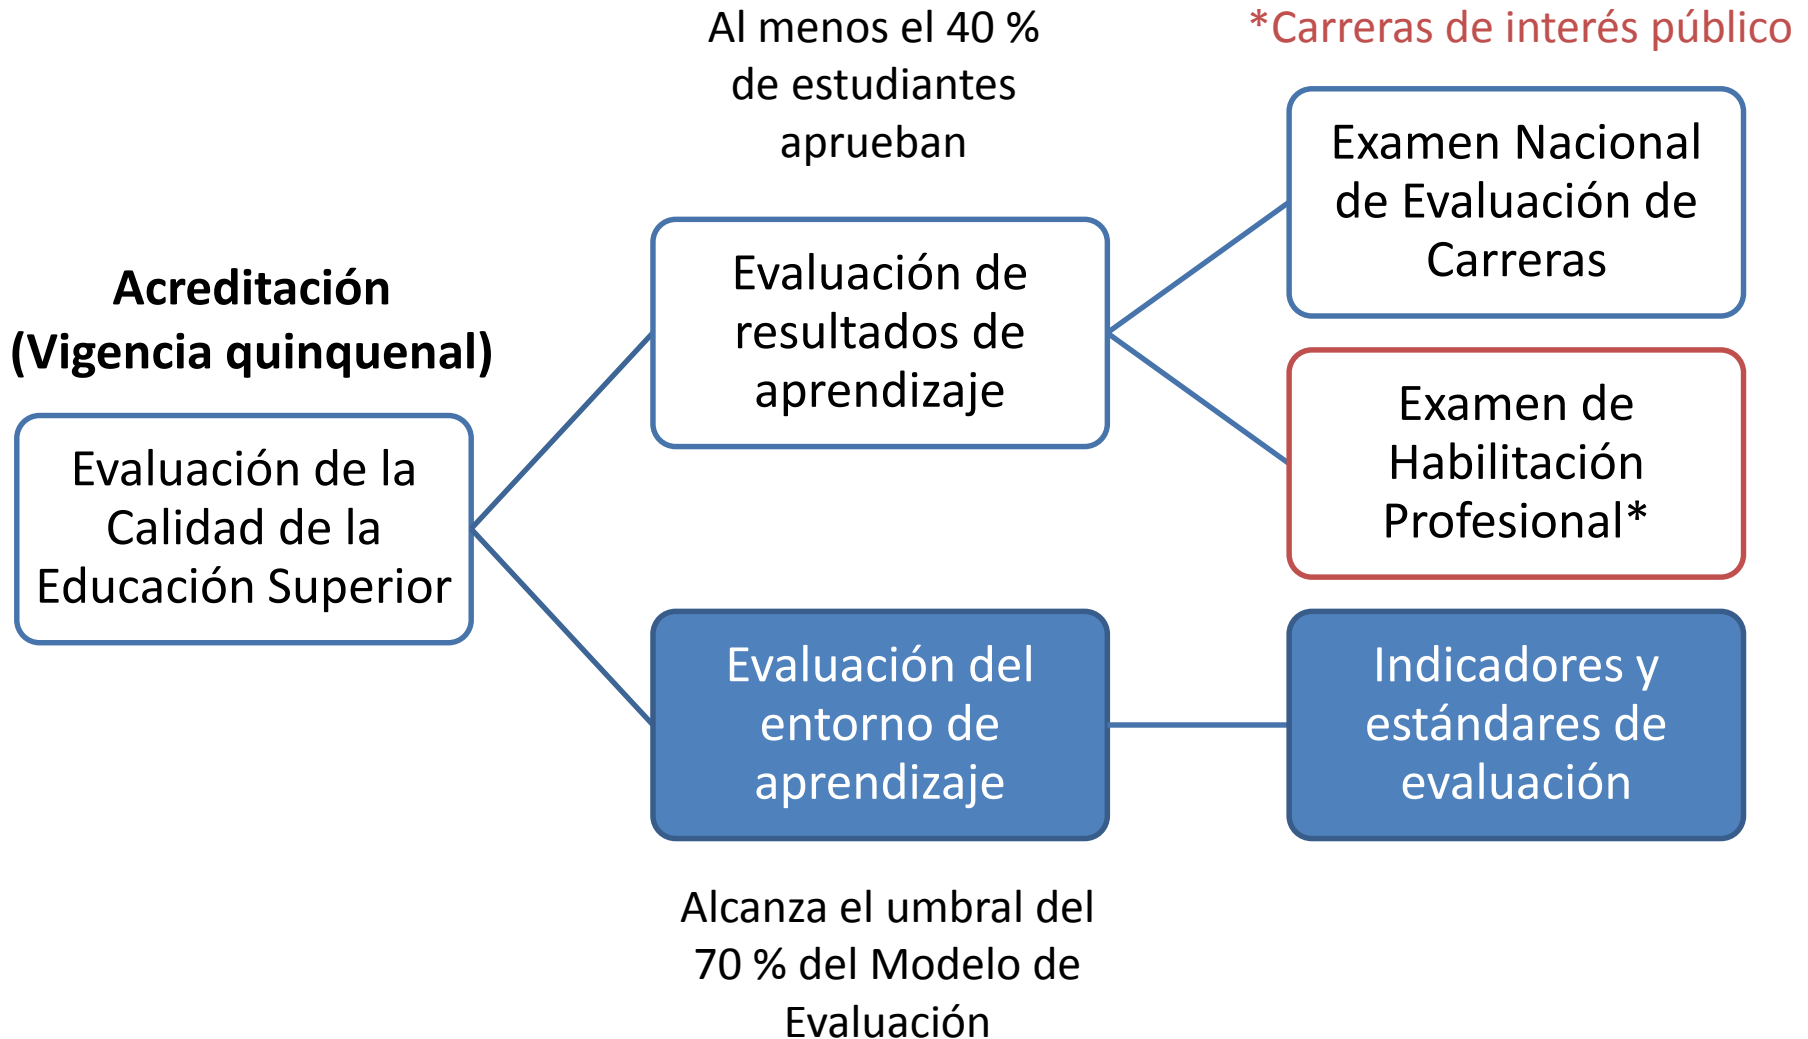 Acreditación
(Vigencia quinquenal)
Evaluación de la
Calidad de la
Educación Superior
Al menos el 40 %
de estudiantes
aprueban
Evaluación de
resultados de
aprendizaje
Evaluación del
entorno de
aprendizaje
Alcanza el umbral del
70 % del Modelo de
Evaluación
*Carreras de interés público
Examen Nacional
de Evaluación de
Carreras
Examen de
Habilitación
Profesional*
Indicadores y
estándares de
evaluación